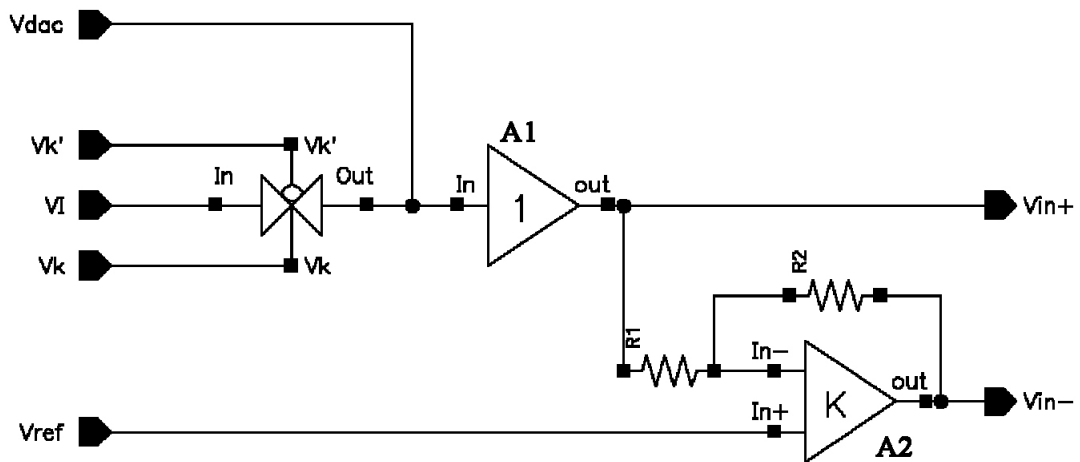 Vdac
A1
Vk'
Vk'
In
Out
In
out
VI
1
Vin+
Vk
Vk
R2
R1
In-
out
K
Vin-
In+
Vref
A2